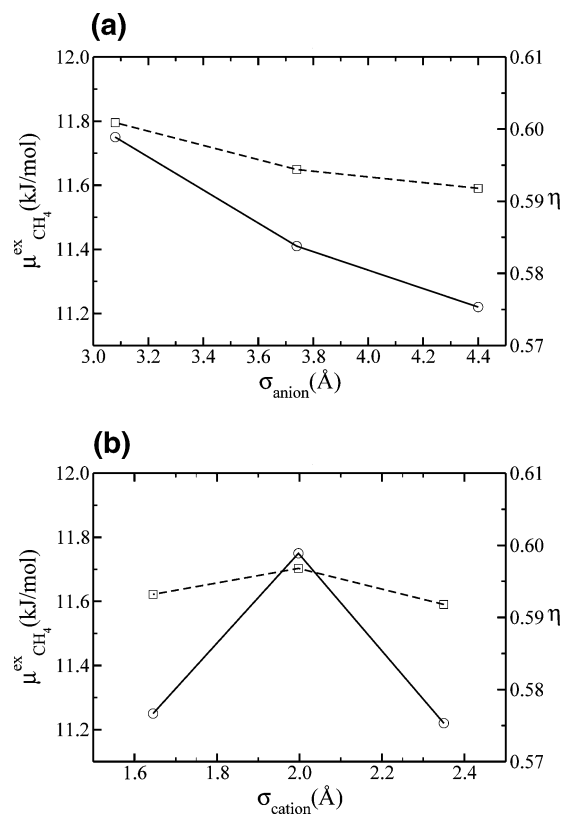 (a)
12.0
11.8
11.6
11.4
11.2
μ^ex_CH4 (kJ/mol)
0.61
0.60
0.59
0.58
0.57
η
3.0 3.2 3.4 3.6 3.8 4.0 4.2 4.4
σ_anion (Å)
(b)
12.0
11.8
11.6
11.4
11.2
μ^ex_CH4 (kJ/mol)
0.61
0.60
0.59
0.58
0.57
η
1.6 1.8 2.0 2.2 2.4
σ_cation (Å)